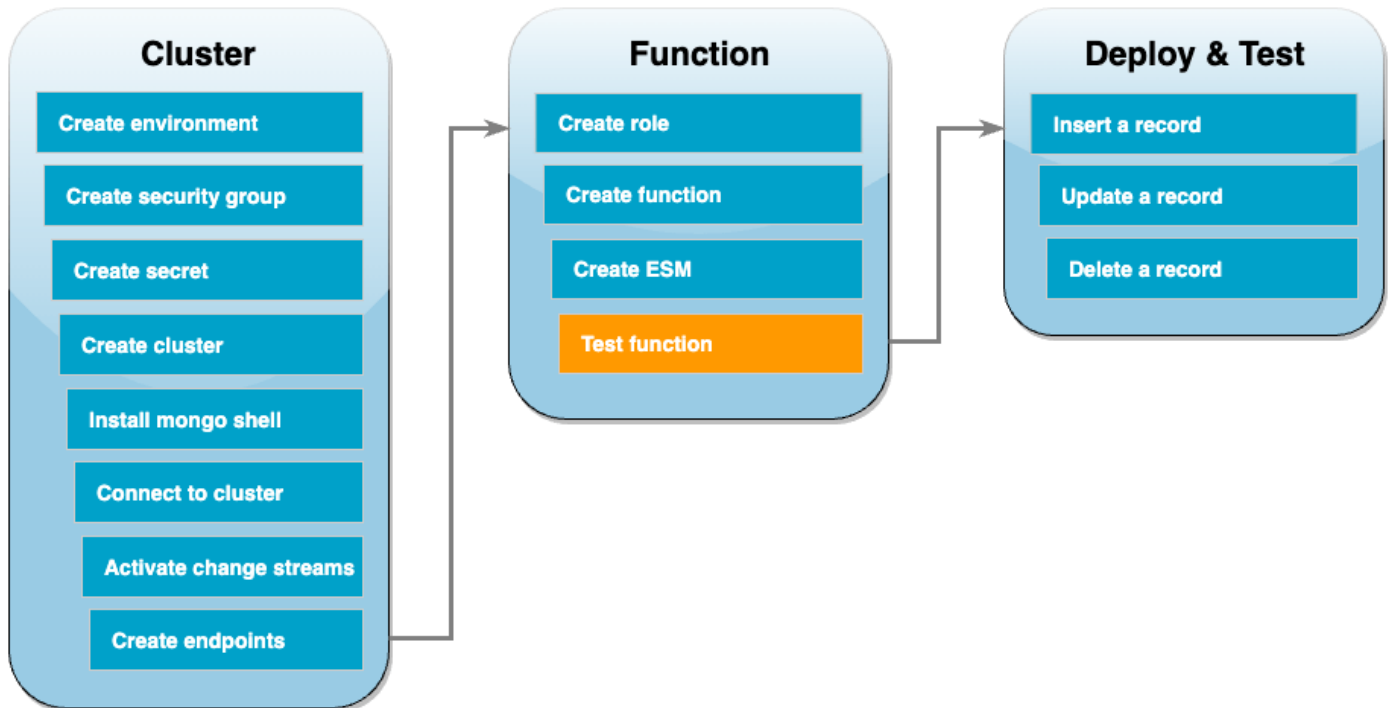 Cluster
Create environment
Create security group
Create secret
Create cluster
Install mongo shell
Connect to cluster
Activate change streams
Create endpoints
Function
Create role
Create function
Create ESM
Test function
Deploy & Test
Insert a record
Update a record
Delete a record